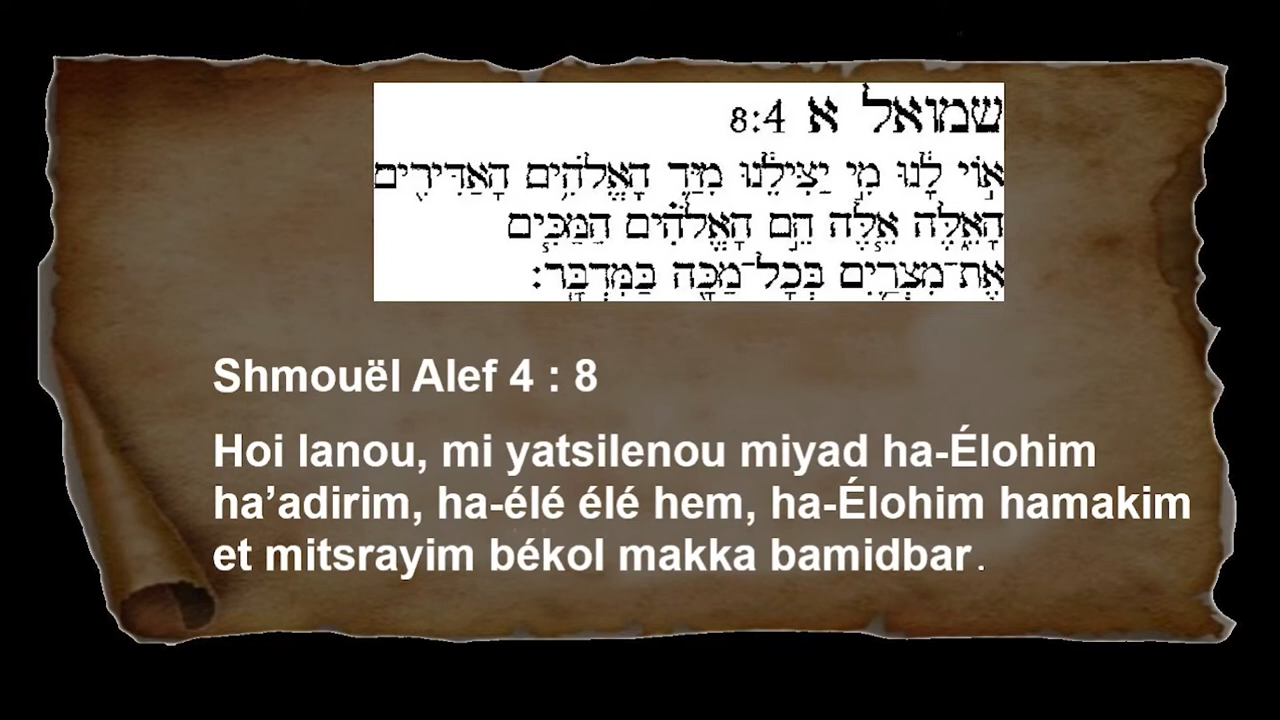 שמואל א 8:4
א֣וֹי לָ֔נוּ מִ֣י יַצִּילֵ֔נוּ מִיַּ֛ד הָאֱלֹהִ֥ים הָאַדִּירִ֖ים
הָאֵ֑לֶּה אֵ֧לֶּה הֵ֣ם הָאֱלֹהִ֗ים הַמַּכִּ֧ים
אֶת־מִצְרַ֛יִם בְּכָל־מַכָּ֖ה בַּמִּדְבָּֽר׃
Shmouël Alef 4 : 8
Hoi lanou, mi yatsilenou miyad ha-Élohim
ha’adirim, ha-élé élé hem, ha-Élohim hamakim
et mitsrayim békol makka bamidbar.